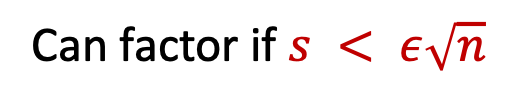 Can factor if s < ϵ√n